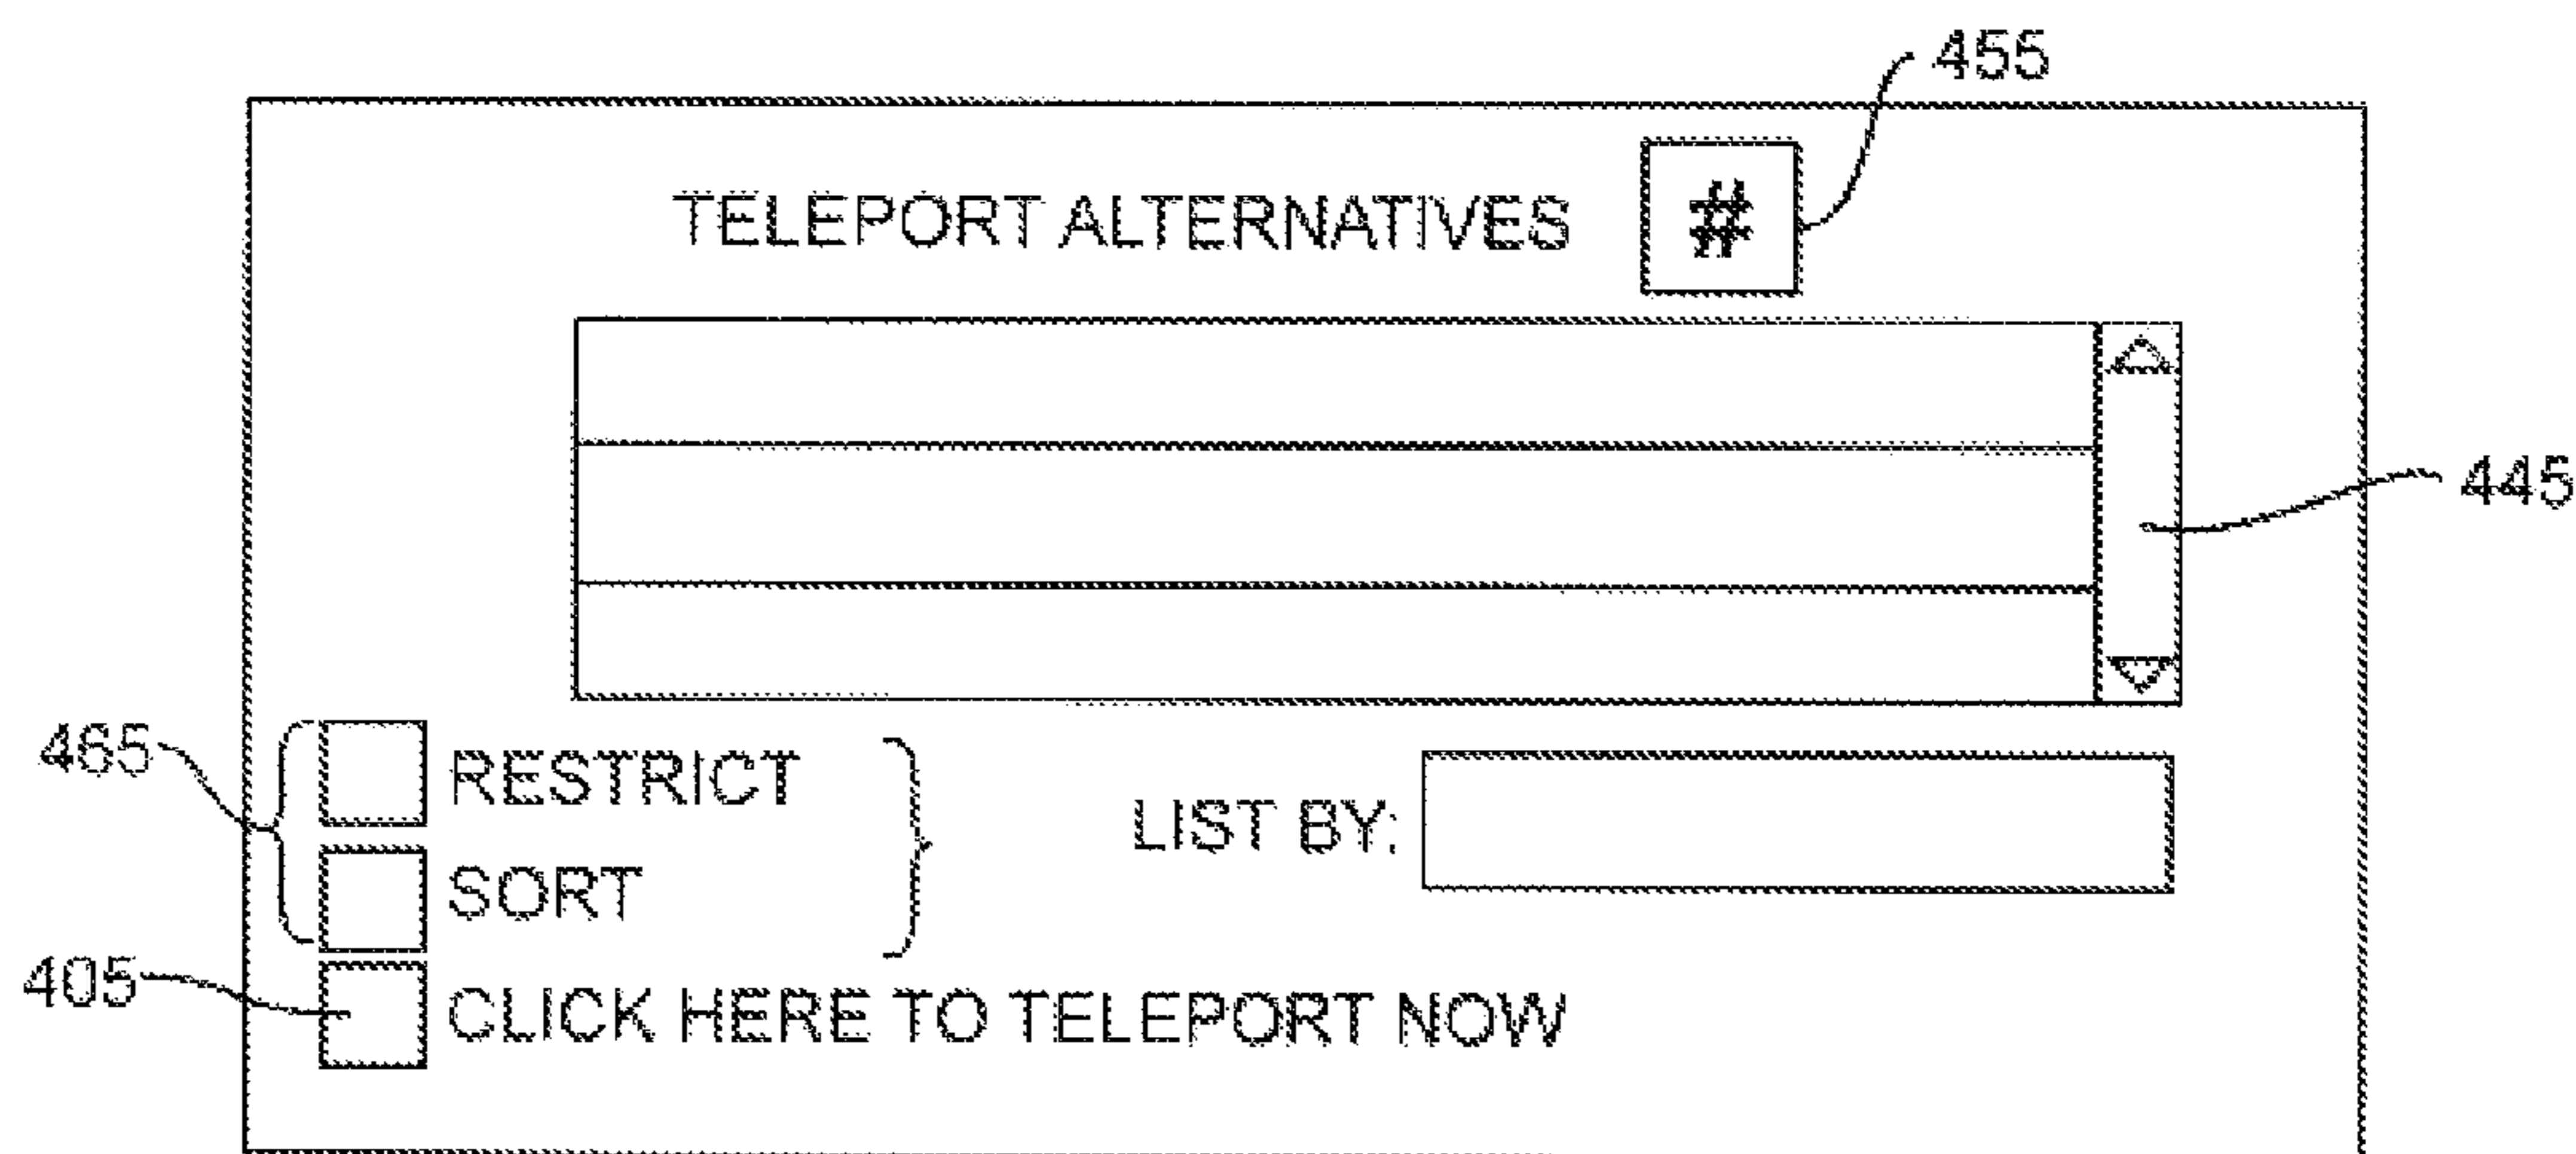 455
TELEPORT ALTERNATIVES #
445
465
RESTRICT
LIST BY:
SORT
405
CLICK HERE TO TELEPORT NOW